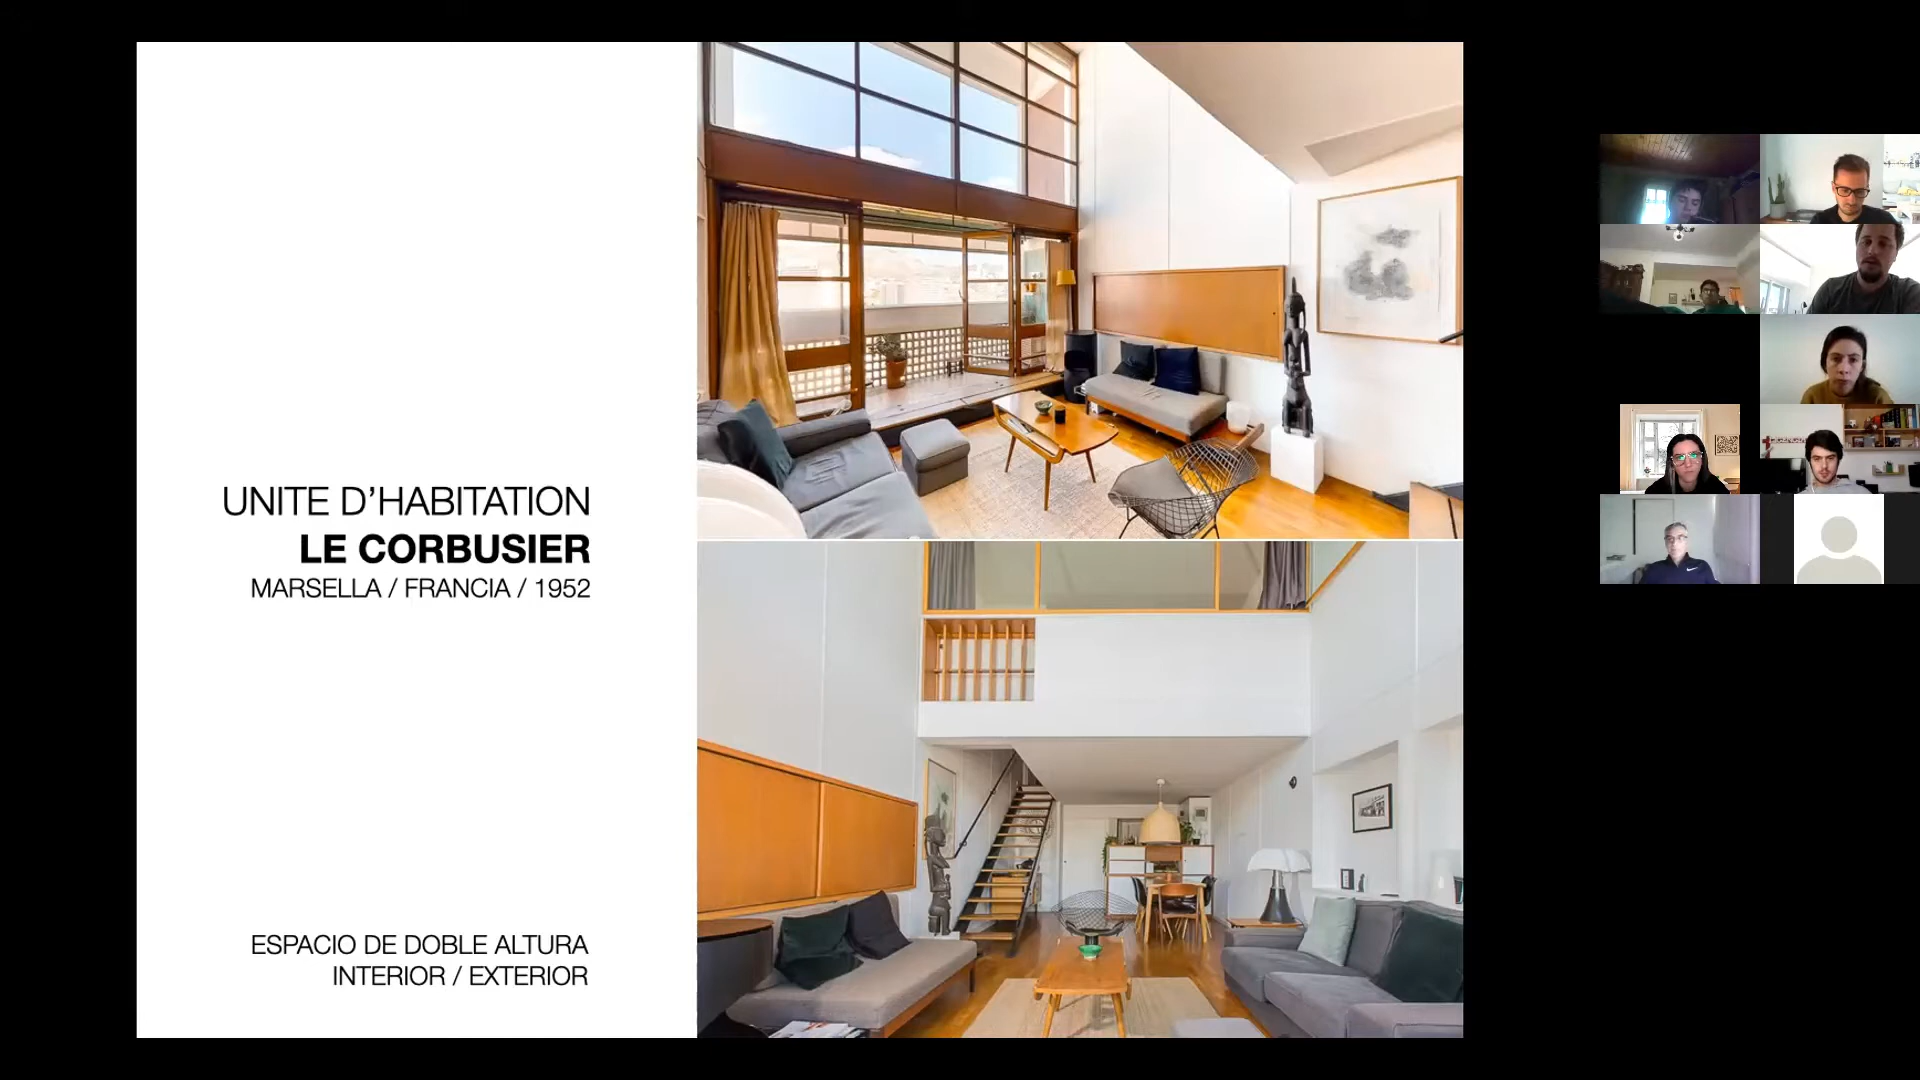 UNITE D’HABITATION
LE CORBUSIER
MARSELLA / FRANCIA / 1952
ESPACIO DE DOBLE ALTURA
INTERIOR / EXTERIOR